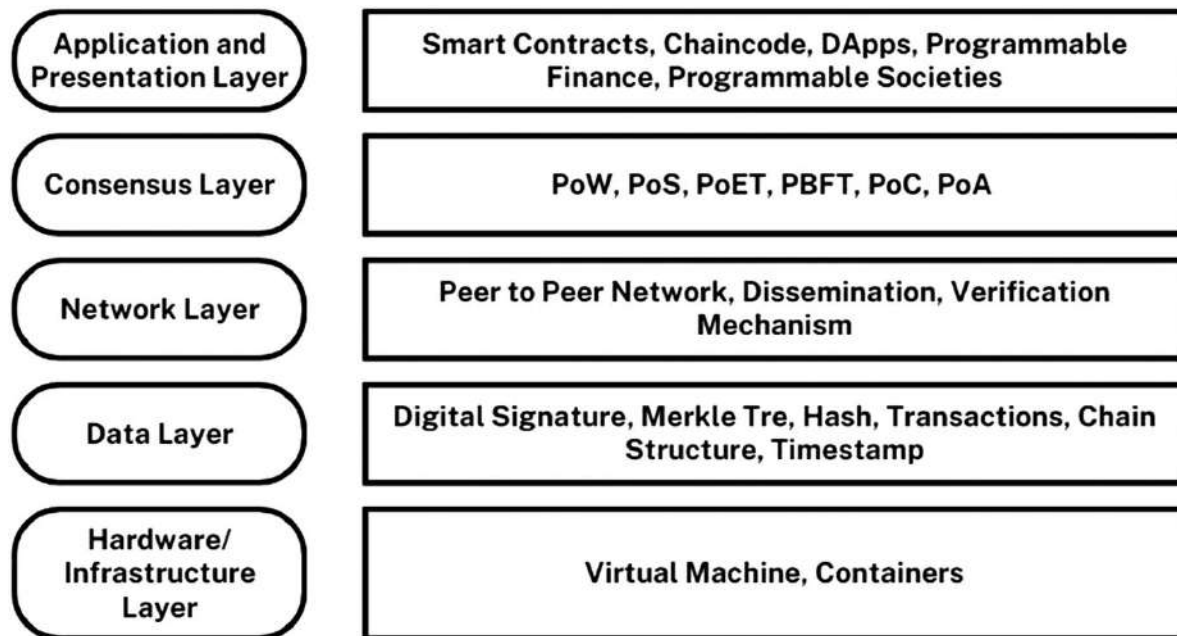 Application and
Presentation Layer
Smart Contracts, Chaincode, DApps, Programmable
Finance, Programmable Societies
Consensus Layer
PoW, PoS, PoET, PBFT, PoC, PoA
Network Layer
Peer to Peer Network, Dissemination, Verification
Mechanism
Data Layer
Digital Signature, Merkle Tre, Hash, Transactions, Chain
Structure, Timestamp
Hardware/
Infrastructure
Layer
Virtual Machine, Containers